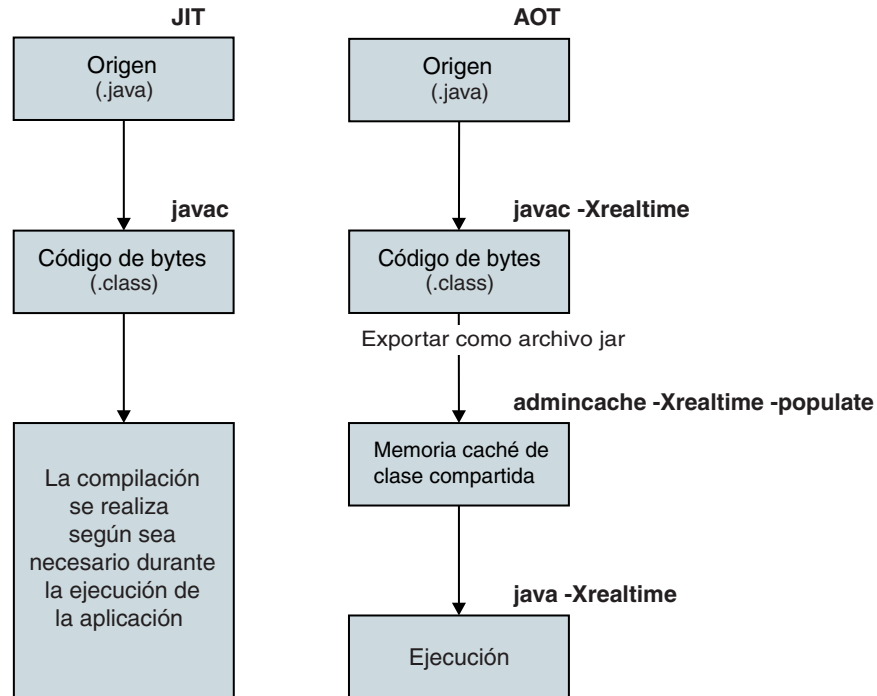 JIT
Origen
(.java)
javac
Código de bytes
(.class)
La compilación
se realiza
según sea
necesario durante
la ejecución de
la aplicación
AOT
Origen
(.java)
javac -Xrealtime
Código de bytes
(.class)
Exportar como archivo jar
admincache -Xrealtime -populate
Memoria caché de
clase compartida
java -Xrealtime
Ejecución